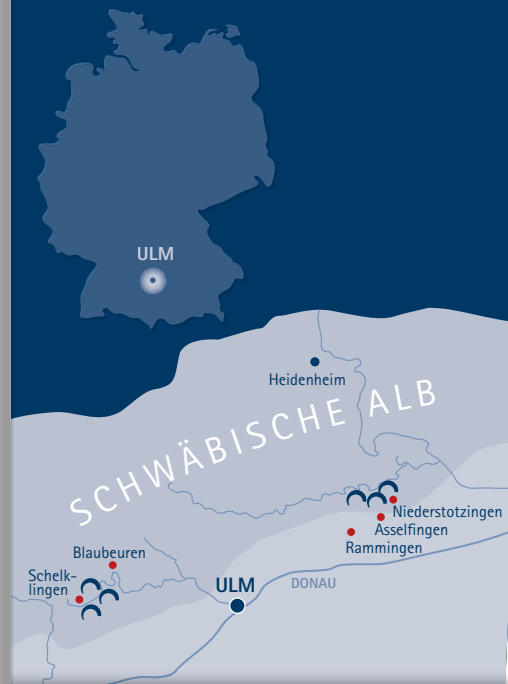 ULM
Heidenheim
SCHWÄBISCHE ALB
Niederstotzingen
Asselfingen
Rammingen
Blaubeuren
Schelk-
lingen
ULM
DONAU